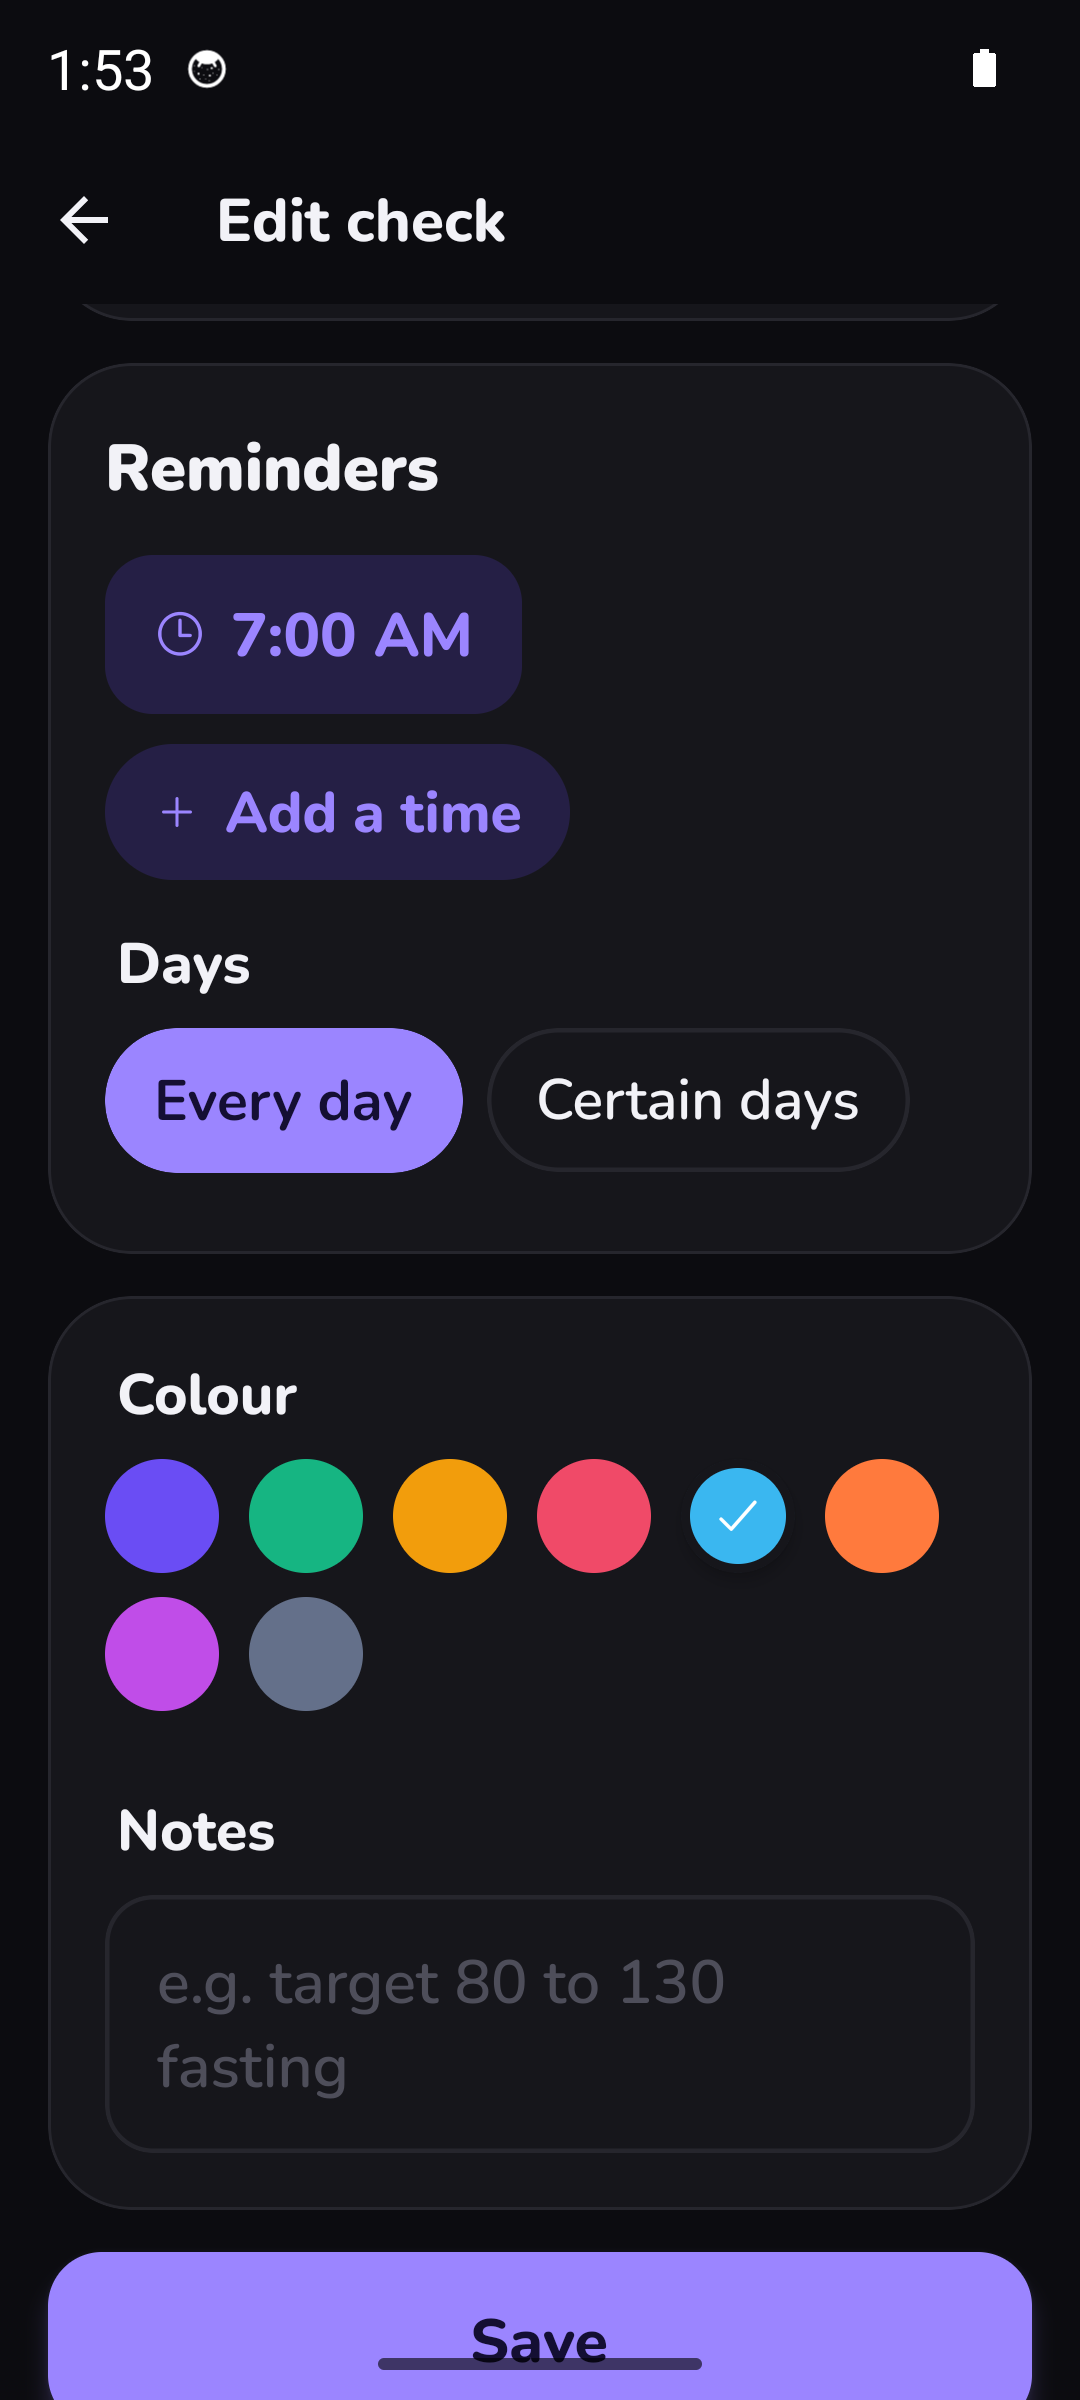 1:53
Edit check
Reminders
7:00 AM
Add a time
Days
Every day
Certain days
Colour
Notes
e.g. target 80 to 130
fasting
Save